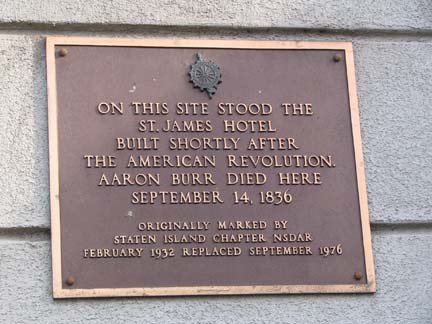 ON THIS SITE STOOD THE
ST. JAMES HOTEL
BUILT SHORTLY AFTER
THE AMERICAN REVOLUTION.
AARON BURR DIED HERE
SEPTEMBER 14, 1836
ORIGINALLY MARKED BY
STATEN ISLAND CHAPTER NSDAR
FEBRUARY 1932 REPLACED SEPTEMBER 1976